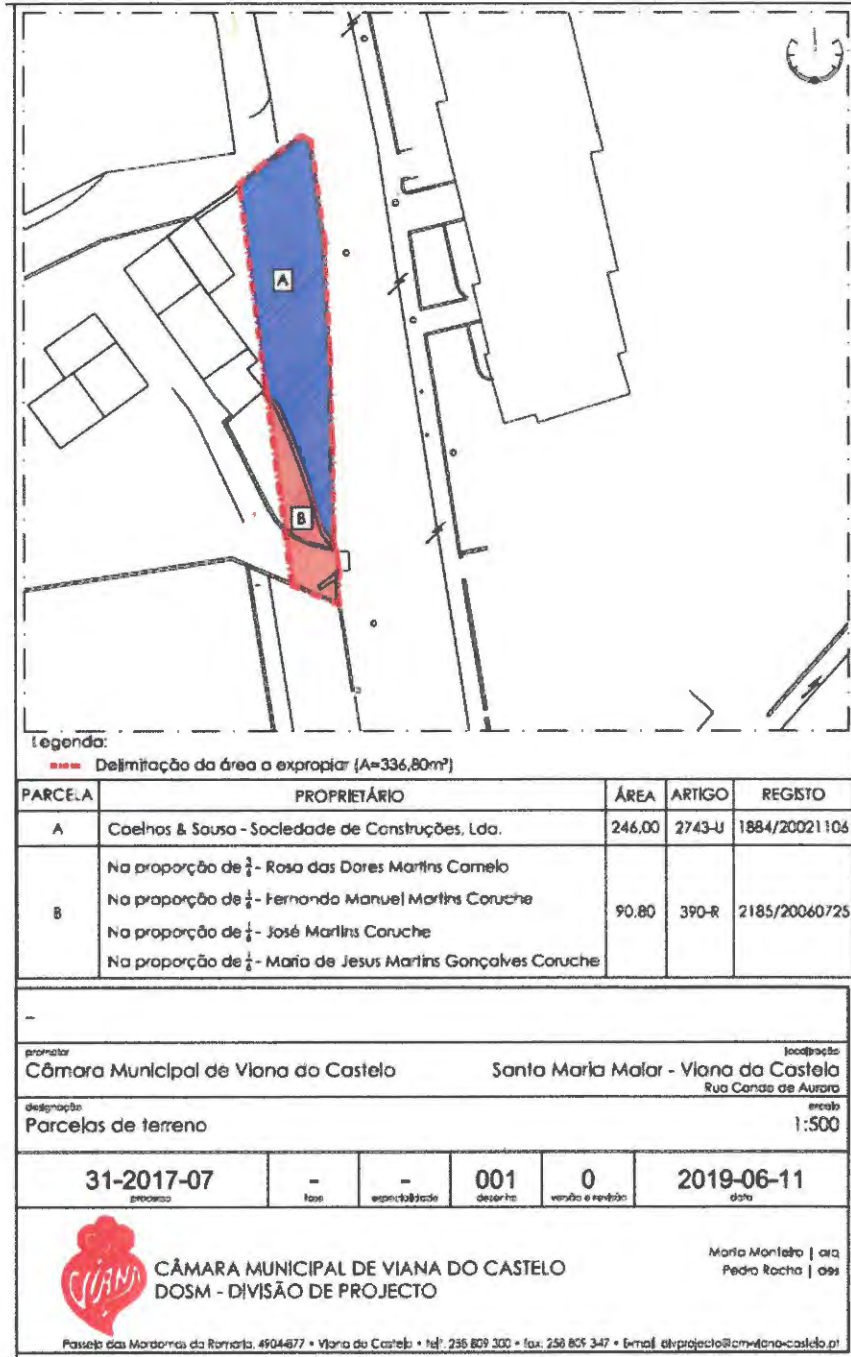 A
B
Legenda:
Delimitação da área a expropiar (A=336,80m²)
PARCELA PROPRIETÁRIO ÁREA ARTIGO REGISTO
A Coelhos & Sousa - Sociedade de Construções, Lda. 246.00 2743-U 1884/20021106
Na proporção de 3/6 - Rosa das Dores Martins Camelo
Na proporção de 1/6 - Fernando Manuel Martins Coruche
B 90.80 390-R 2185/20060725
Na proporção de 1/6 - José Martins Coruche
Na proporção de 1/6 - Maria de Jesus Martins Gonçalves Coruche
-
promotor localização
Câmara Municipal de Viana do Castelo Santa Maria Maior - Viana do Castelo
Rua Conde de Aurora
designação escala
Parcelas de terreno 1:500
31-2017-07 - - 001 0 2019-06-11
processo fase especialidade desenho versão e revisão data
VIANA
CÂMARA MUNICIPAL DE VIANA DO CASTELO
DOSM - DIVISÃO DE PROJECTO
Maria Monteiro | arq
Pedro Rocha | des
Passeio das Mordomas da Romaria, 4904-877 • Viana do Castelo • telf. 258 809 300 • fax. 258 809 347 • E-mail divprojecto@cm-viana-castelo.pt